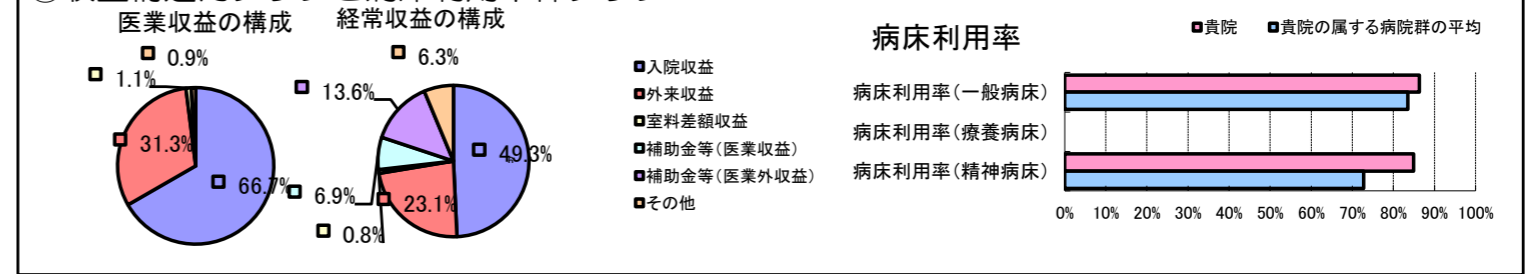 医業収益の構成
0.9%
1.1%
31.3%
66.7%
経常収益の構成
6.3%
13.6%
49.3%
6.9%
23.1%
0.8%
入院収益
外来収益
室料差額収益
補助金等(医業収益)
補助金等(医業外収益)
その他
病床利用率
貴院 貴院の属する病院群の平均
病床利用率(一般病床)
病床利用率(療養病床)
病床利用率(精神病床)
0% 10% 20% 30% 40% 50% 60% 70% 80% 90% 100%